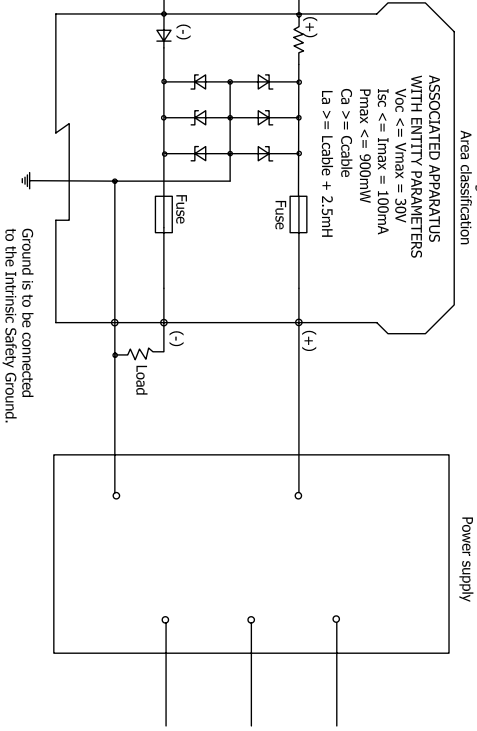 Area classification
ASSOCIATED APPARATUS
WITH ENTITY PARAMETERS
Voc <= Vmax = 30V
Isc <= Imax = 100mA
Pmax <= 900mW
Ca >= Ccable
La >= Lcable + 2.5mH
(+)
(-)
Fuse
Fuse
(+)
(-)
Load
Power supply
Ground is to be connected
to the Intrinsic Safety Ground.